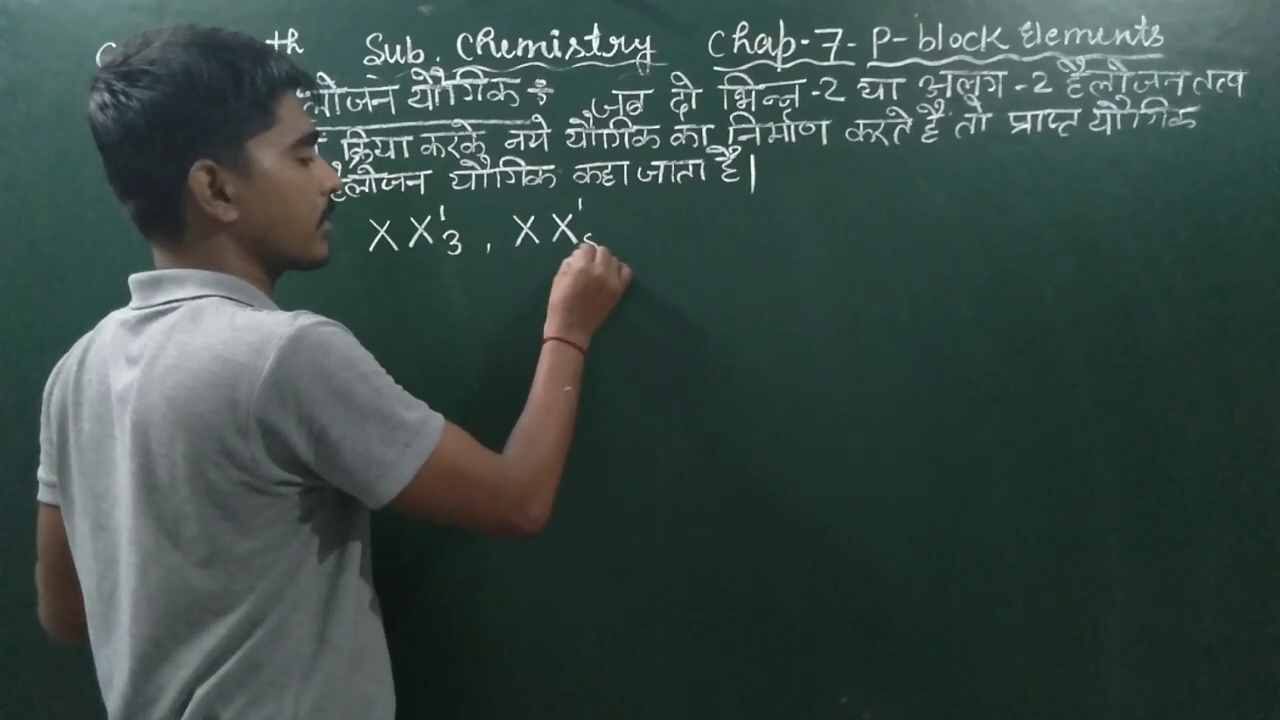 th Sub. Chemistry Chap-7- P-block Elements
यौगिक :- जब दो भिन्न-2 या अलग-2 हैलोजन तत्व
क्रिया करके नये यौगिक का निर्माण करते हैं तो प्राप्त यौगिक
यौगिक कहा जाता है|
XX'3, XX'